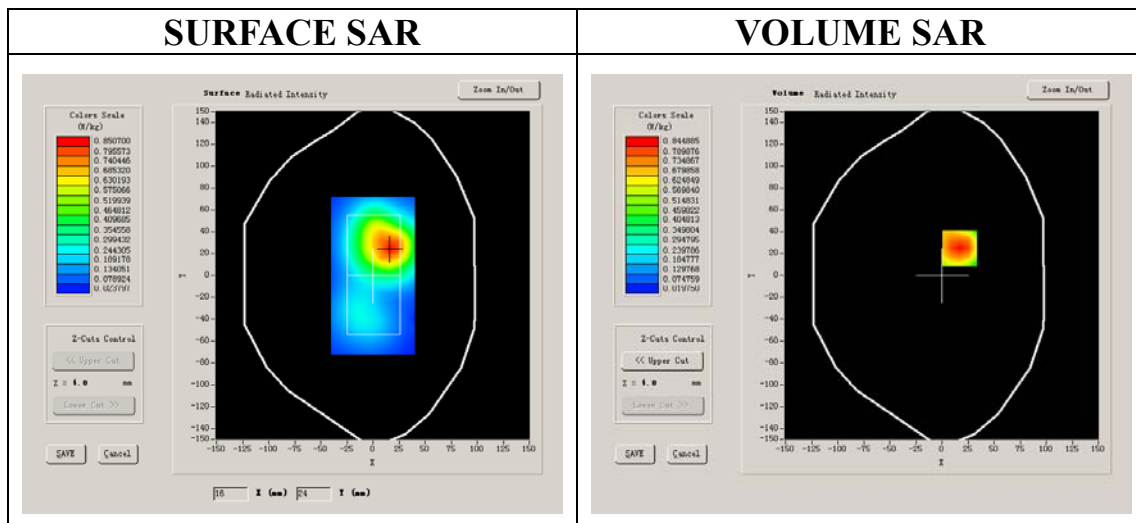 SURFACE SAR
VOLUME SAR
Surface Radiated Intensity
Zoom In/Out
Colors Scale
(W/kg)
0.850700
0.795573
0.740446
0.685320
0.630193
0.575066
0.519939
0.464812
0.409685
0.354558
0.299432
0.244305
0.189178
0.134051
0.078924
0.023797
Z-Cuts Control
<< Upper Cut
Z = 4.0 mm
Lower Cut >>
SAVE Cancel
150
140
120
100
80
60
40
20
0
-20
-40
-60
-80
-100
-120
-140
-150
Y
-150 -125 -100 -75 -50 -25 0 25 50 75 100 125 150
X
16 X (mm) 24 Y (mm)
Volume Radiated Intensity
Zoom In/Out
Colors Scale
(W/kg)
0.844885
0.789876
0.734867
0.679858
0.624849
0.569840
0.514831
0.459822
0.404813
0.349804
0.294795
0.239786
0.184777
0.129768
0.074759
0.019750
Z-Cuts Control
<< Upper Cut
Z = 4.0 mm
Lower Cut >>
SAVE Cancel
150
140
120
100
80
60
40
20
0
-20
-40
-60
-80
-100
-120
-140
-150
Y
-150 -125 -100 -75 -50 -25 0 25 50 75 100 125 150
X